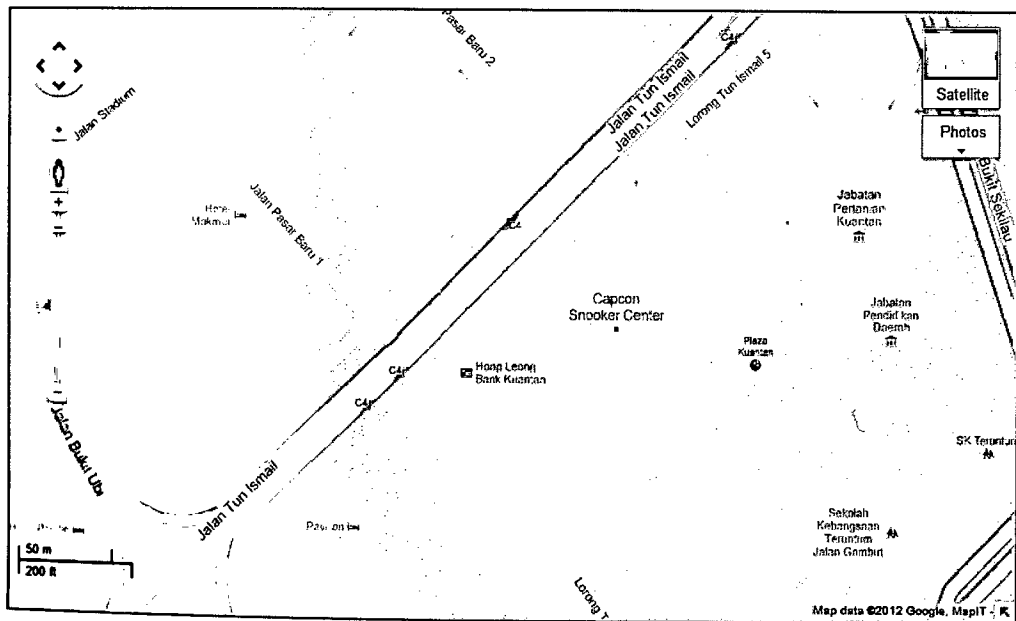 Pasar Baru 2
Jalan Stadium
Jalan Tun Ismail
Jalan Tun Ismail
C4
Lorong Tun Ismail 5
Satellite
Photos
Bukit Sekilau
Jalan Pasar Baru 1
C4
Jabatan
Pertanian
Kuantan
Capcon
Snooker Center
Jabatan
Daerah
Plaza
Kuantan
Hong Leong
Bank Kuantan
C4
C4
Jalan Bukit Ubi
Jalan Tun Ismail
SK Teruntum
Sekolah
Kebangsaan
Teruntum
Jalan Gambut
50 m
200 ft
Lorong T
Map data ©2012 Google, MapIT -